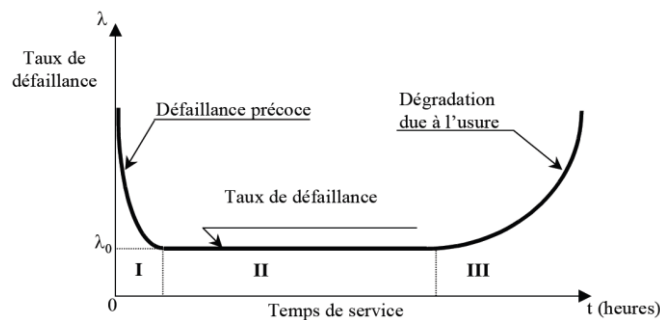 λ
Taux de
défaillance
Défaillance précoce
Dégradation
due à l’usure
Taux de défaillance
λ0
I
II
III
0
Temps de service
t (heures)